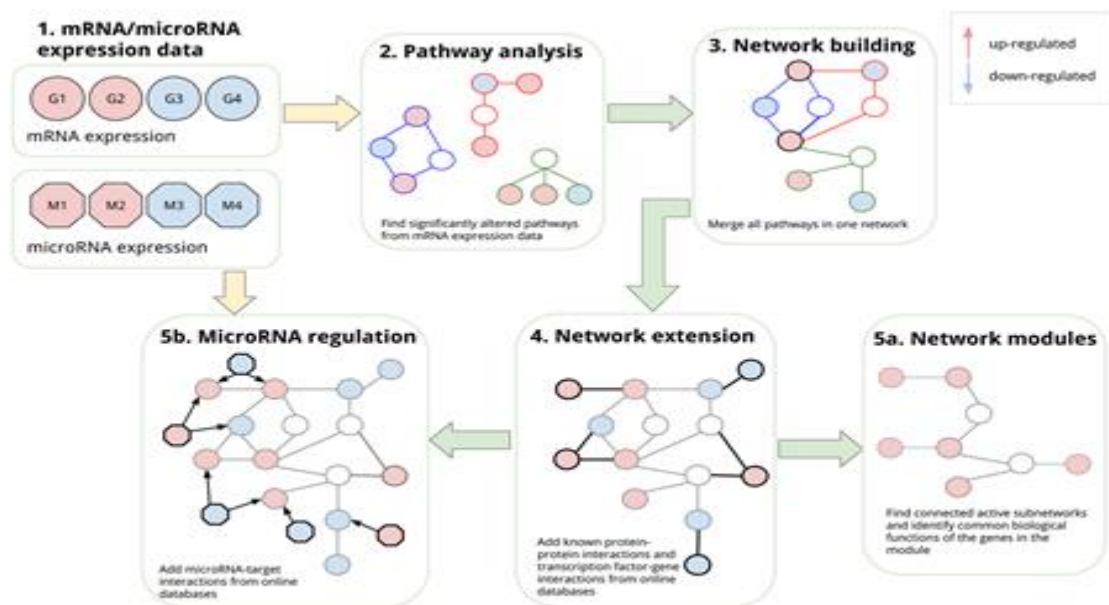 1. mRNA/microRNA
expression data
G1 G2 G3 G4
mRNA expression
M1 M2 M3 M4
microRNA expression
2. Pathway analysis
Find significantly altered pathways
from mRNA expression data
3. Network building
Merge all pathways in one network
up-regulated
down-regulated
5b. MicroRNA regulation
Add microRNA-target
interactions from online
databases
4. Network extension
Add known protein-
protein interactions and
transcription factor-gene
interactions from online
databases
5a. Network modules
Find connected active subnetworks
and identify common biological
functions of the genes in the
module